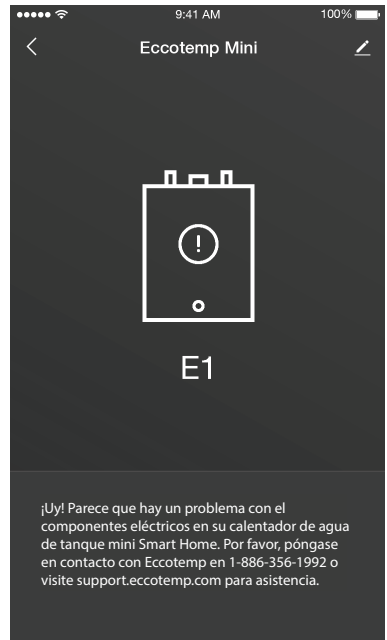 9:41 AM
100%
Eccotemp Mini
!
E1
¡Uy! Parece que hay un problema con el
componentes eléctricos en su calentador de agua
de tanque mini Smart Home. Por favor, póngase
en contacto con Eccotemp en 1-886-356-1992 o
visite support.eccotemp.com para asistencia.